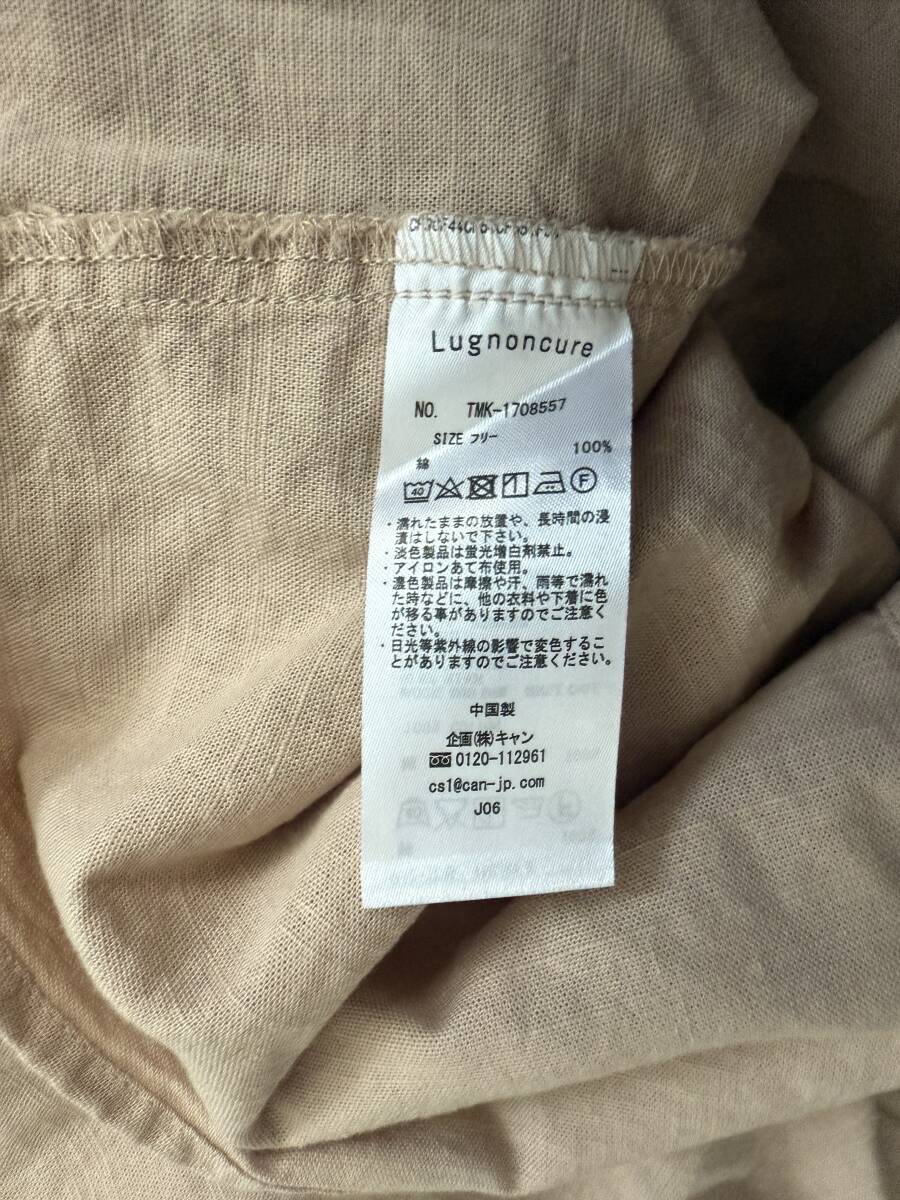 Lugnoncure
NO. TMK-1708557
SIZE フリー
綿 100%
40 F
・濡れたままの放置や、長時間の浸
漬はしないで下さい。
・淡色製品は蛍光増白剤禁止。
・アイロンあて布使用。
・濃色製品は摩擦や汗、雨等で濡れ
た時などに、他の衣料や下着に色
が移る事がありますのでご注意く
ださい。
・日光等紫外線の影響で変色するこ
とがありますのでご注意ください。
中国製
企画(株)キャン
0120-112961
cs1@can-jp.com
J06